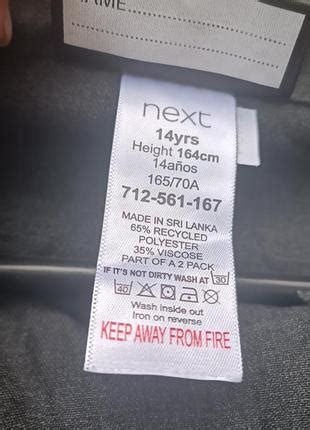 NAME
next
14yrs
Height 164cm
14años
165/70A
712-561-167
MADE IN SRI LANKA
65% RECYCLED
POLYESTER
35% VISCOSE
PART OF A 2 PACK
IF IT'S NOT DIRTY WASH AT 30
40
Wash inside out
Iron on reverse
KEEP AWAY FROM FIRE